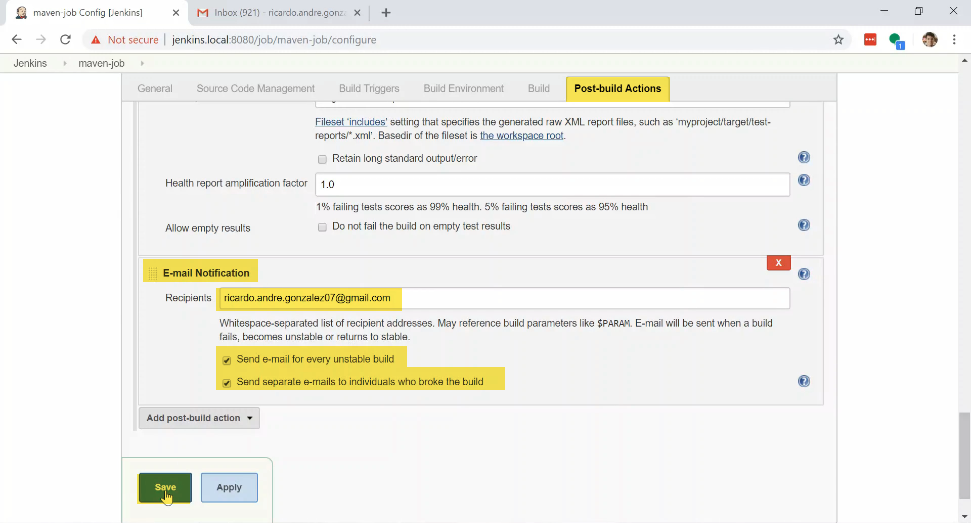 maven-job Config [Jenkins]
Inbox (921) - ricardo.andre.gonz
Not secure | jenkins.local:8080/job/maven-job/configure
1
Jenkins
maven-job
General
Source Code Management
Build Triggers
Build Environment
Build
Post-build Actions
Fileset 'includes' setting that specifies the generated raw XML report files, such as 'myproject/target/test-
reports/*.xml'. Basedir of the fileset is the workspace root.
Retain long standard output/error
Health report amplification factor
1.0
1% failing tests scores as 99% health. 5% failing tests scores as 95% health
Allow empty results
Do not fail the build on empty test results
E-mail Notification
X
Recipients
ricardo.andre.gonzalez07@gmail.com
Whitespace-separated list of recipient addresses. May reference build parameters like $PARAM. E-mail will be sent when a build
fails, becomes unstable or returns to stable.
Send e-mail for every unstable build
Send separate e-mails to individuals who broke the build
Add post-build action
Save
Apply